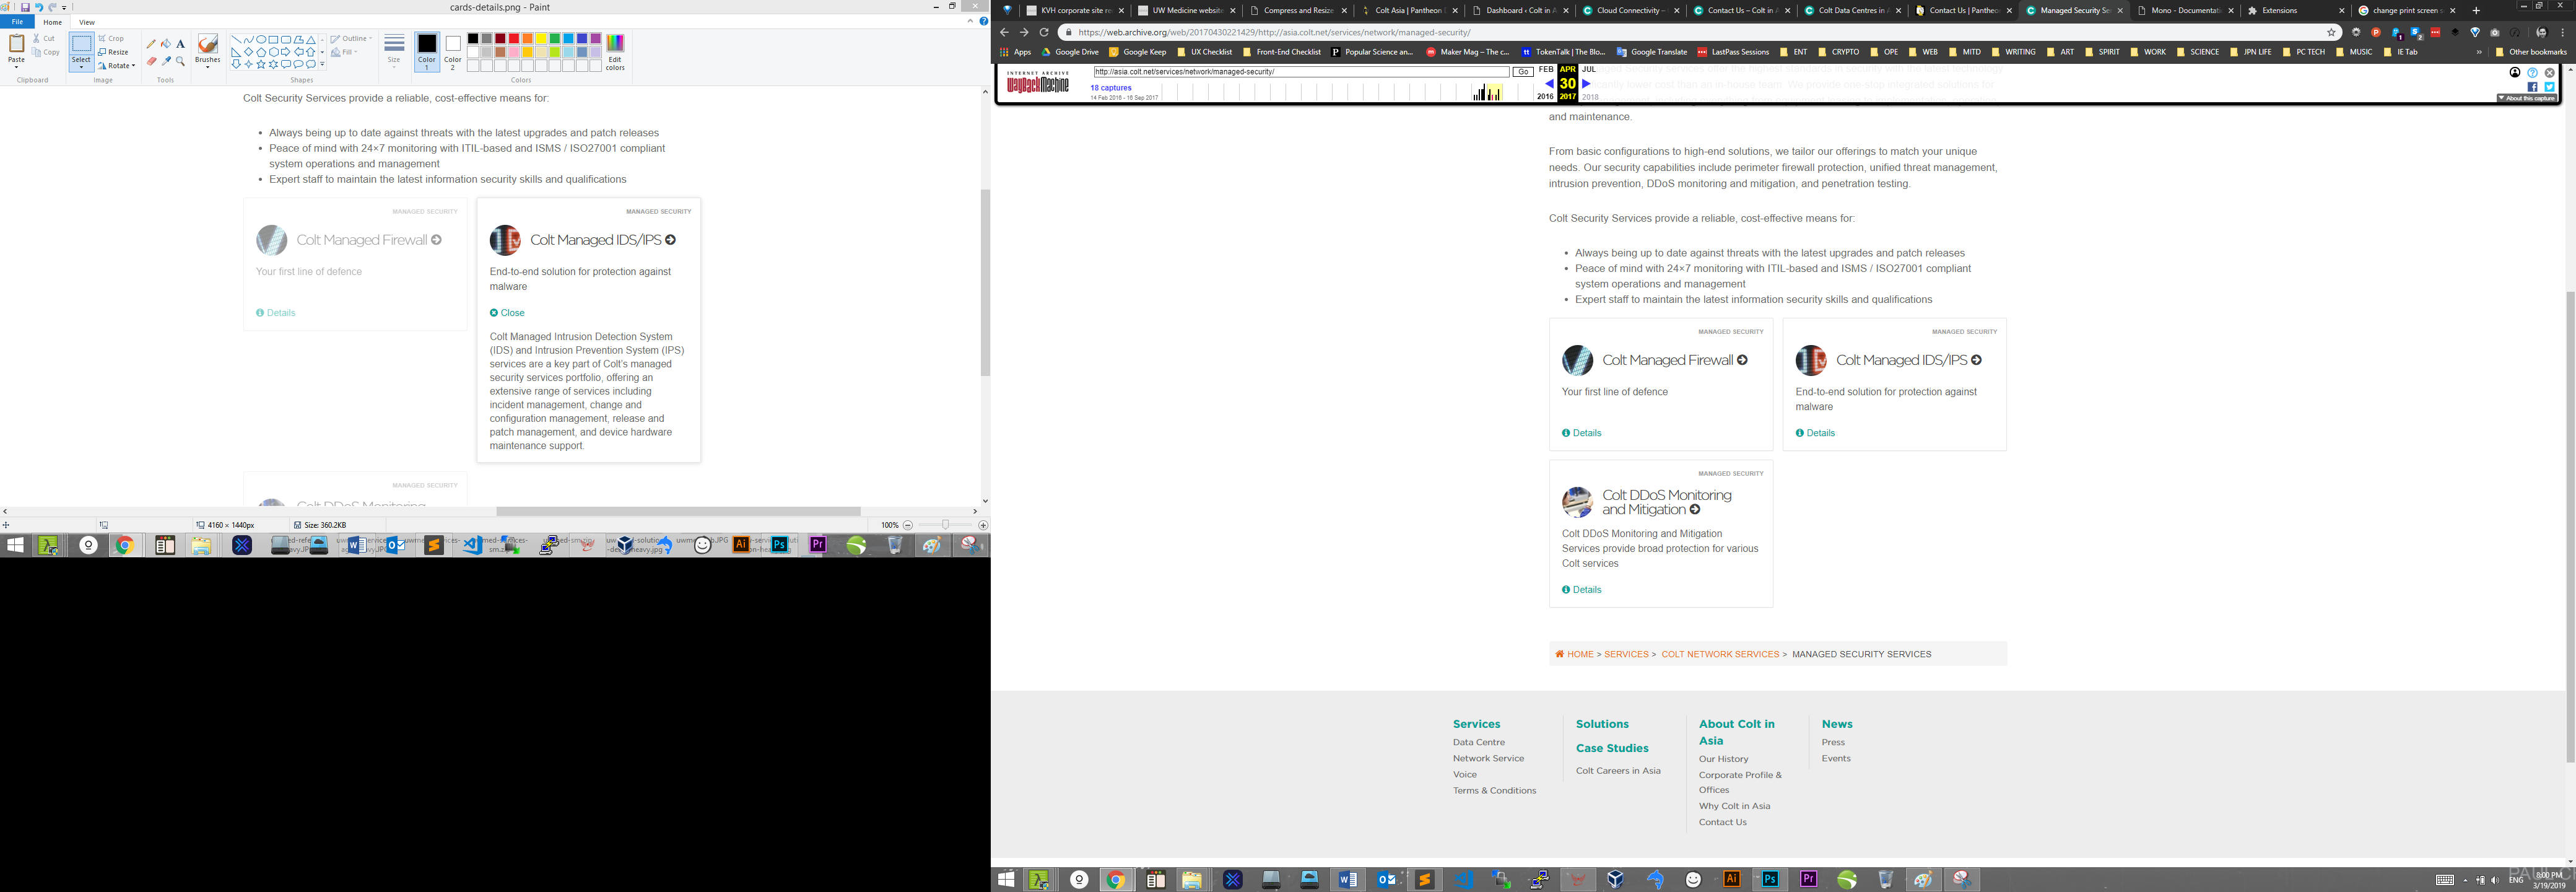 cards-details.png - Paint
File
Home
View
Cut
Copy
Paste
Clipboard
Crop
Resize
Rotate
Select
Image
Tools
Brushes
Outline
Fill
Shapes
Size
Color 1
Color 2
Edit colors
Colors
Colt Security Services provide a reliable, cost-effective means for:
Always being up to date against threats with the latest upgrades and patch releases
Peace of mind with 24×7 monitoring with ITIL-based and ISMS / ISO27001 compliant
system operations and management
Expert staff to maintain the latest information security skills and qualifications
MANAGED SECURITY
Colt Managed Firewall
Your first line of defence
Details
MANAGED SECURITY
Colt Managed IDS/IPS
End-to-end solution for protection against
malware
Close
Colt Managed Intrusion Detection System
(IDS) and Intrusion Prevention System (IPS)
services are a key part of Colt's managed
security services portfolio, offering an
extensive range of services including
incident management, change and
configuration management, release and
patch management, and device hardware
maintenance support.
MANAGED SECURITY
Colt DDoS Monitoring
4160 × 1440px
Size: 360.2KB
100%
KVH corporate site re
UW Medicine website
Compress and Resize
Colt Asia | Pantheon
Dashboard ‹ Colt in A
Cloud Connectivity –
Contact Us – Colt in A
Colt Data Centres in A
Contact Us | Pantheo
Managed Security Se
Mono - Documentati
Extensions
change print screen s
https://web.archive.org/web/20170430221429/http://asia.colt.net/services/network/managed-security/
Apps
Google Drive
Google Keep
UX Checklist
Front-End Checklist
Popular Science an...
Maker Mag – The c...
TokenTalk | The Blo...
Google Translate
LastPass Sessions
ENT
CRYPTO
OPE
WEB
MITD
WRITING
ART
SPIRIT
WORK
SCIENCE
JPN LIFE
PC TECH
MUSIC
IE Tab
Other bookmarks
INTERNET ARCHIVE
WayBackMachine
http://asia.colt.net/services/network/managed-security/
Go
FEB
APR
JUL
18 captures
30
14 Feb 2016 - 16 Sep 2017
2016
2017
2018
About this capture
and maintenance.
From basic configurations to high-end solutions, we tailor our offerings to match your unique
needs. Our security capabilities include perimeter firewall protection, unified threat management,
intrusion prevention, DDoS monitoring and mitigation, and penetration testing.
Colt Security Services provide a reliable, cost-effective means for:
Always being up to date against threats with the latest upgrades and patch releases
Peace of mind with 24×7 monitoring with ITIL-based and ISMS / ISO27001 compliant
system operations and management
Expert staff to maintain the latest information security skills and qualifications
MANAGED SECURITY
Colt Managed Firewall
Your first line of defence
Details
MANAGED SECURITY
Colt Managed IDS/IPS
End-to-end solution for protection against
malware
Details
MANAGED SECURITY
Colt DDoS Monitoring
and Mitigation
Colt DDoS Monitoring and Mitigation
Services provide broad protection for various
Colt services
Details
HOME > SERVICES > COLT NETWORK SERVICES > MANAGED SECURITY SERVICES
Services
Data Centre
Network Service
Voice
Terms & Conditions
Solutions
Case Studies
Colt Careers in Asia
About Colt in
Asia
Our History
Corporate Profile &
Offices
Why Colt in Asia
Contact Us
News
Press
Events
ENG
8:00 PM
3/19/2019